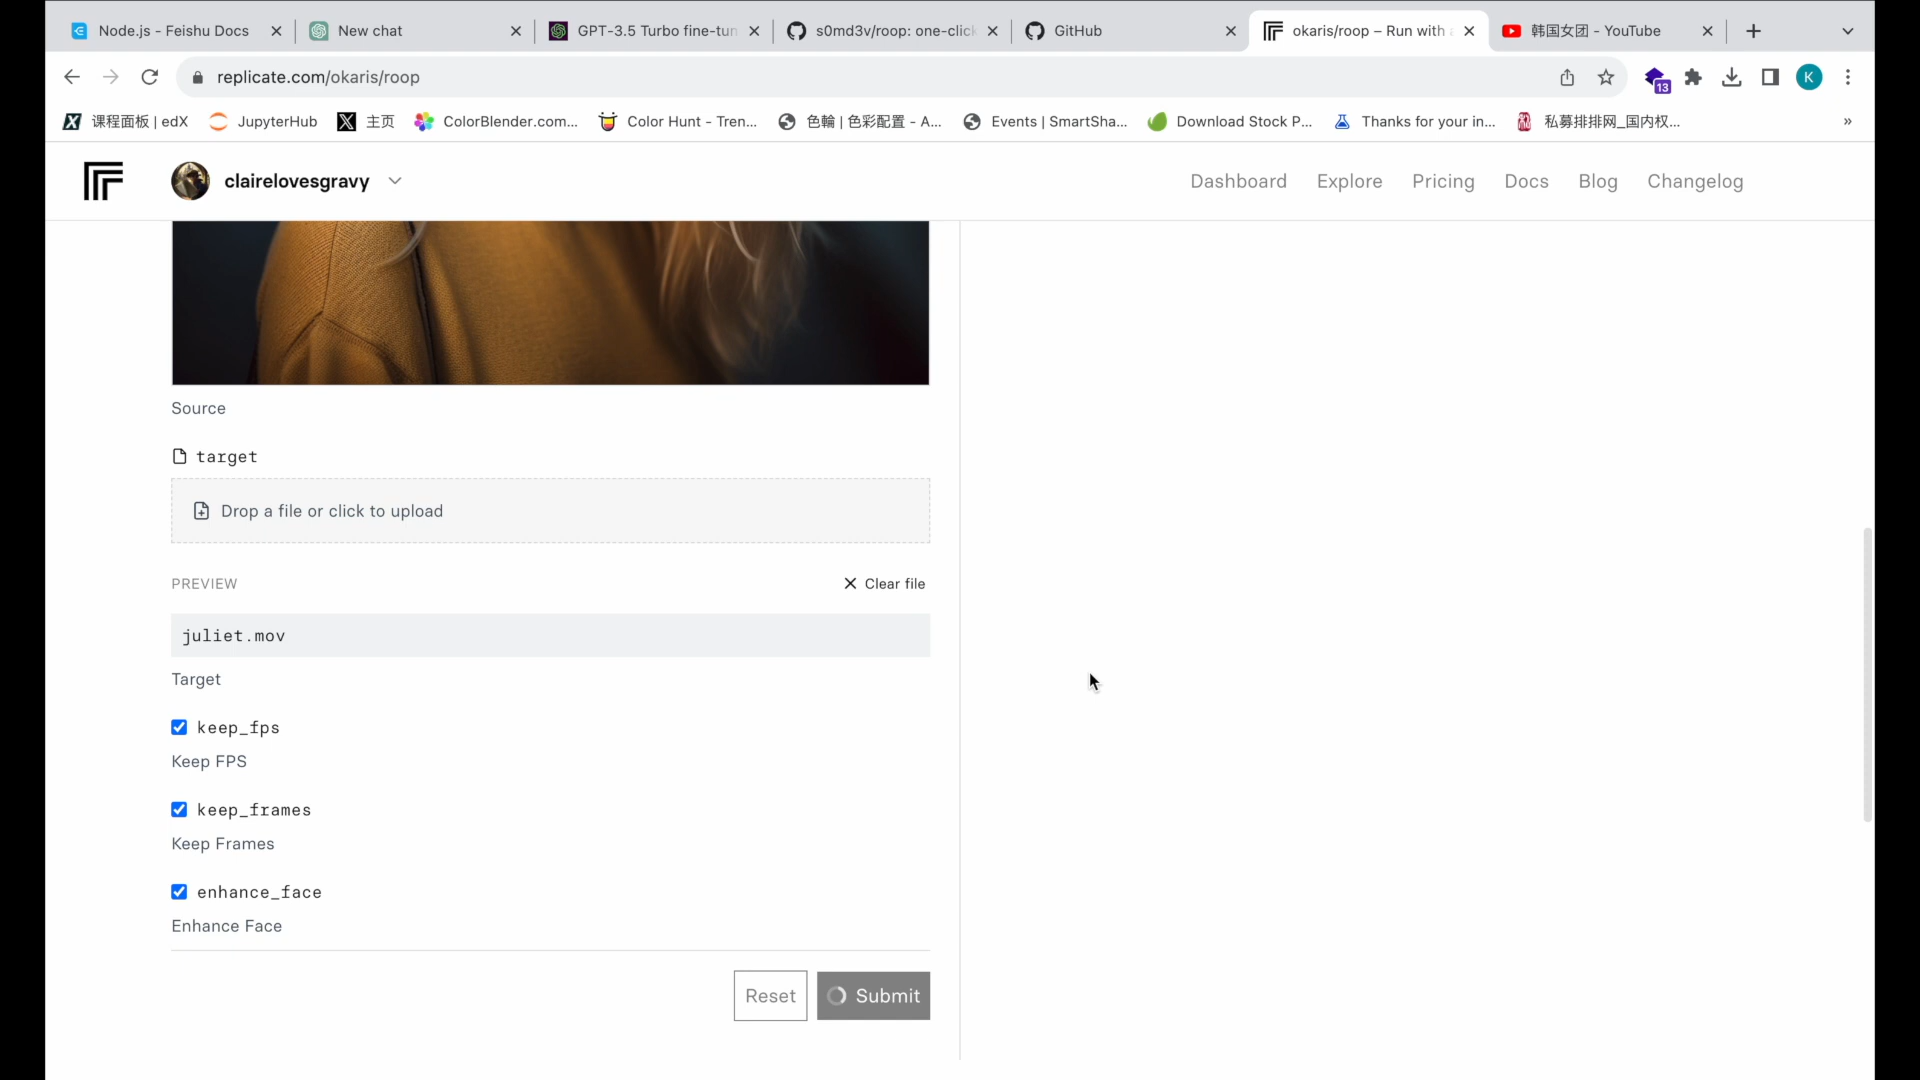 Node.js - Feishu Docs
New chat
GPT-3.5 Turbo fine-tun
s0md3v/roop: one-click
GitHub
okaris/roop – Run with
韩国女团 - YouTube
replicate.com/okaris/roop
13
K
课程面板 | edX
JupyterHub
主页
ColorBlender.com...
Color Hunt - Tren...
色輪 | 色彩配置 - A...
Events | SmartSha...
Download Stock P...
Thanks for your in...
私募排排网_国内权...
»
clairelovesgravy
Dashboard
Explore
Pricing
Docs
Blog
Changelog
Source
target
Drop a file or click to upload
PREVIEW
Clear file
juliet.mov
Target
keep_fps
Keep FPS
keep_frames
Keep Frames
enhance_face
Enhance Face
Reset
Submit